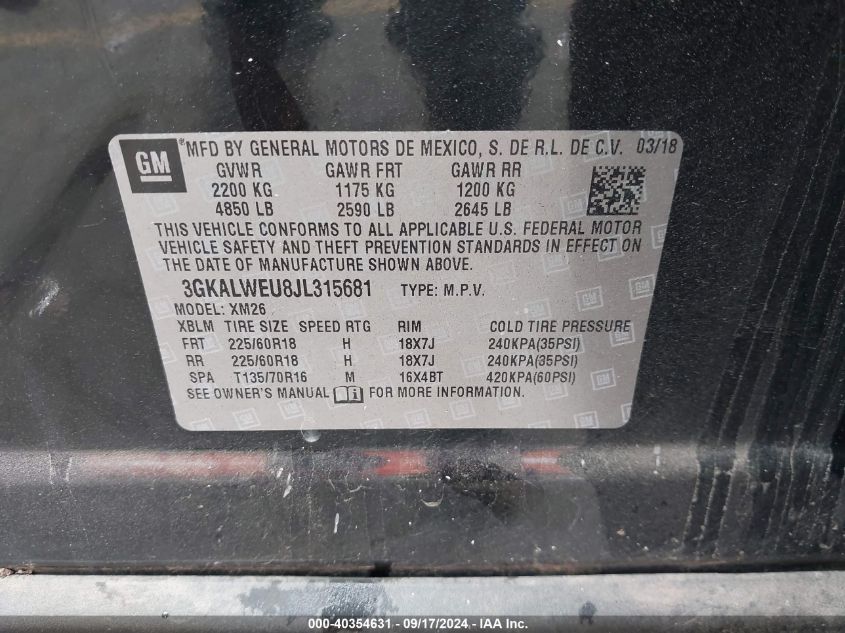 GM
®MFD BY GENERAL MOTORS DE MEXICO, S. DE R.L. DE C.V. 03/18
GVWR GAWR FRT GAWR RR
2200 KG 1175 KG 1200 KG
4850 LB 2590 LB 2645 LB
THIS VEHICLE CONFORMS TO ALL APPLICABLE U.S. FEDERAL MOTOR
VEHICLE SAFETY AND THEFT PREVENTION STANDARDS IN EFFECT ON
THE DATE OF MANUFACTURE SHOWN ABOVE.
3GKALWEU8JL315681 TYPE: M.P.V.
MODEL: XM26
XBLM TIRE SIZE SPEED RTG RIM COLD TIRE PRESSURE
FRT 225/60R18 H 18X7J 240KPA(35PSI)
RR 225/60R18 H 18X7J 240KPA(35PSI)
SPA T135/70R16 M 16X4BT 420KPA(60PSI)
SEE OWNER'S MANUAL FOR MORE INFORMATION.
000-40354631 - 09/17/2024 - © IAA Inc.